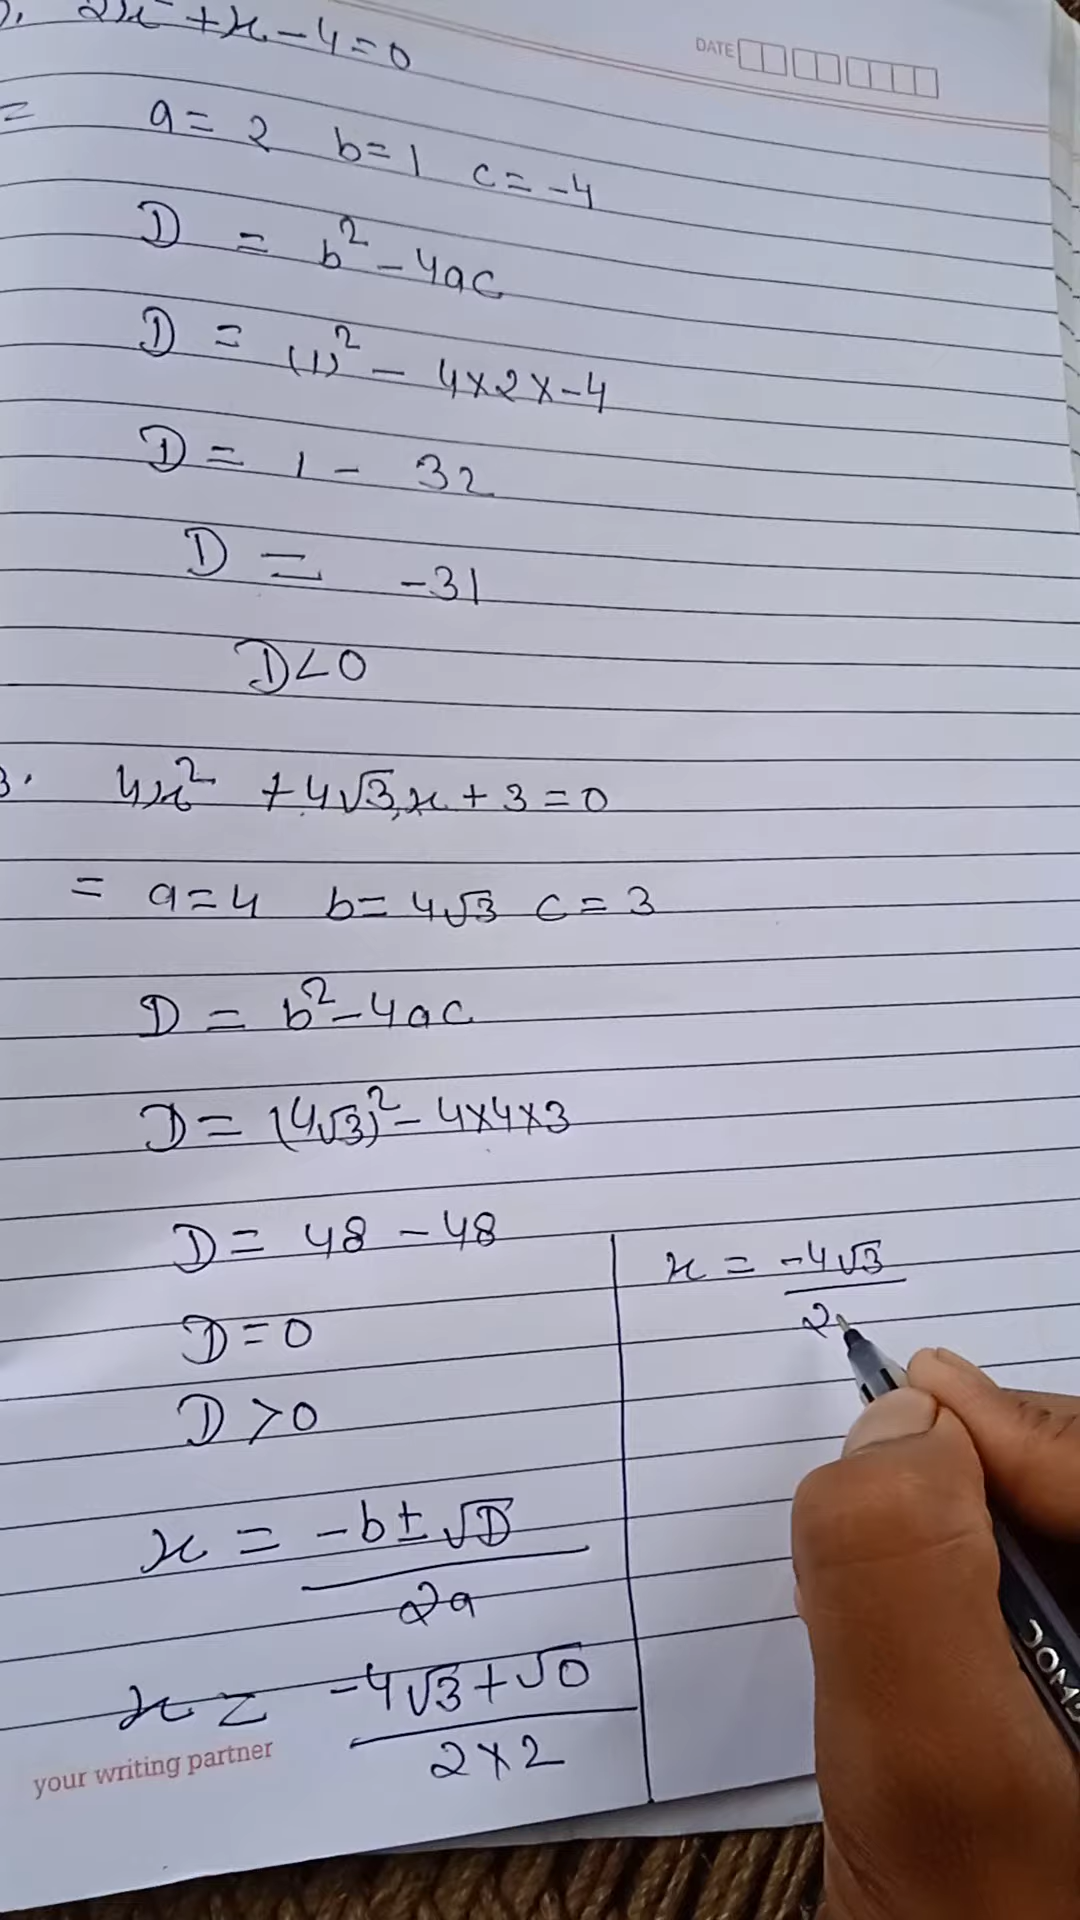 2x² + x - 4 = 0
DATE
= a = 2 b = 1 c = -4
D = b² - 4ac
D = (1)² - 4×2×-4
D = 1 - 32
D = -31
D<0
3. 4x² + 4√3x + 3 = 0
= a=4 b= 4√3 c = 3
D = b² - 4ac
D = (4√3)² - 4×4×3
D = 48 - 48
D = 0
D > 0
x = -b ± √D
2a
x = -4√3 + √0
2×2
x = -4√3
2
your writing partner